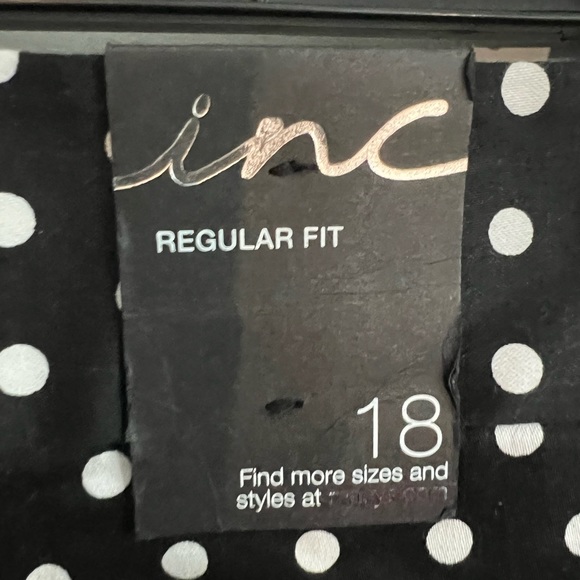 inc
REGULAR FIT
18
Find more sizes and
styles at